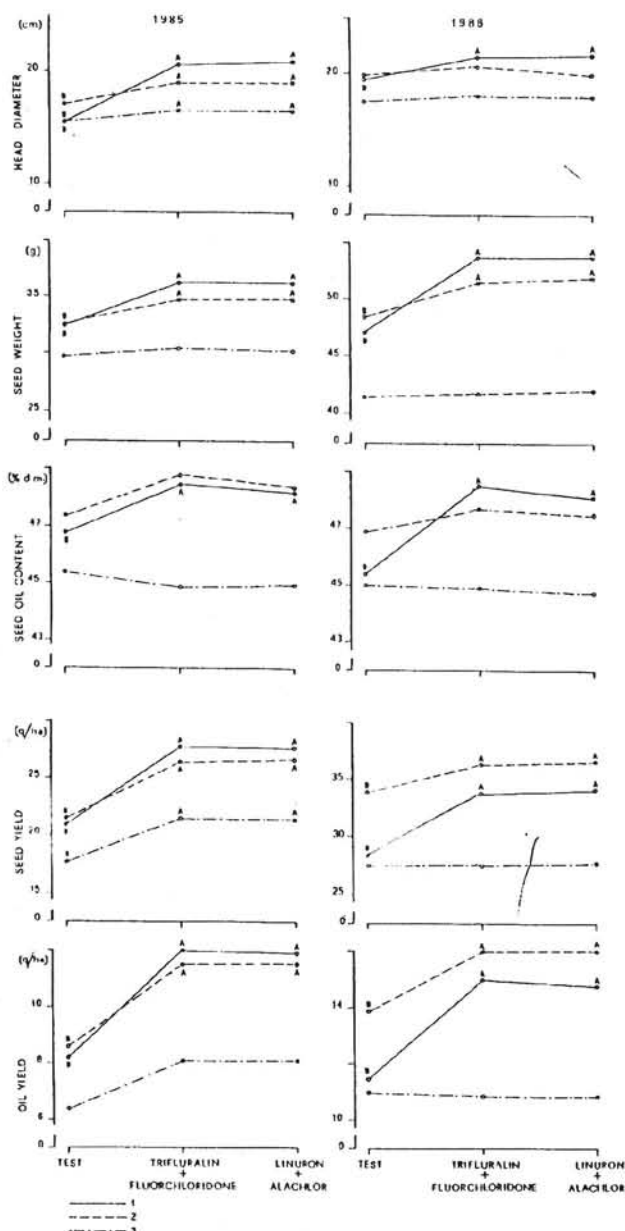 1985
1986
(cm)
20
10
0
HEAD DIAMETER
B
B
B
A
A
A
A
A
20
10
0
B
A
A
(g)
35
25
0
SEED WEIGHT
B
B
A
A
A
A
50
45
40
0
B
B
A
A
A
A
(% d m)
47
45
43
0
SEED OIL CONTENT
B
A
A
47
45
43
0
B
A
A
(q/ha)
25
20
15
0
SEED YIELD
B
B
B
A
A
A
A
A
A
35
30
25
0
B
B
A
A
A
A
(q/ha)
10
8
6
0
OIL YIELD
B
B
A
A
A
A
14
10
0
B
B
A
A
A
A
TEST
TRIFLURALIN
+
FLUORCHLORIDONE
LINURON
+
ALACHLOR
TEST
TRIFLURALIN
+
FLUORCHLORIDONE
LINURON
+
ALACHLOR
1
2
3